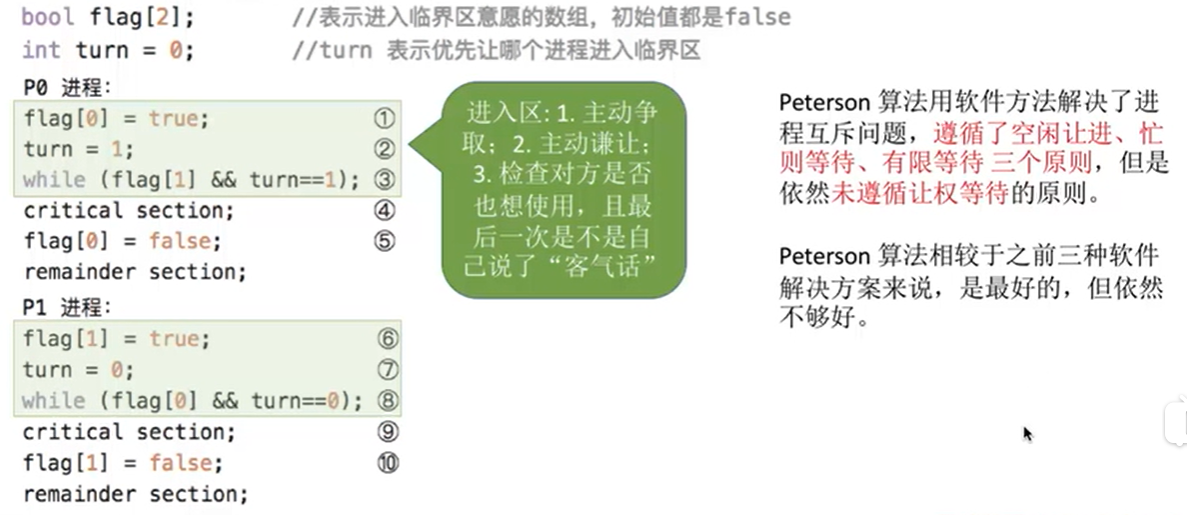 bool flag[2]; //表示进入临界区意愿的数组，初始值都是false
int turn = 0; //turn 表示优先让哪个进程进入临界区
P0 进程：
flag[0] = true; ①
turn = 1; ②
while (flag[1] && turn==1); ③
critical section; ④
flag[0] = false; ⑤
remainder section;
P1 进程：
flag[1] = true; ⑥
turn = 0; ⑦
while (flag[0] && turn==0); ⑧
critical section; ⑨
flag[1] = false; ⑩
remainder section;
进入区: 1. 主动争
取；2. 主动谦让；
3. 检查对方是否
也想使用，且最
后一次是不是自
己说了“客气话”
Peterson 算法用软件方法解决了进
程互斥问题，遵循了空闲让进、忙
则等待、有限等待 三个原则，但是
依然未遵循让权等待的原则。
Peterson 算法相较于之前三种软件
解决方案来说，是最好的，但依然
不够好。